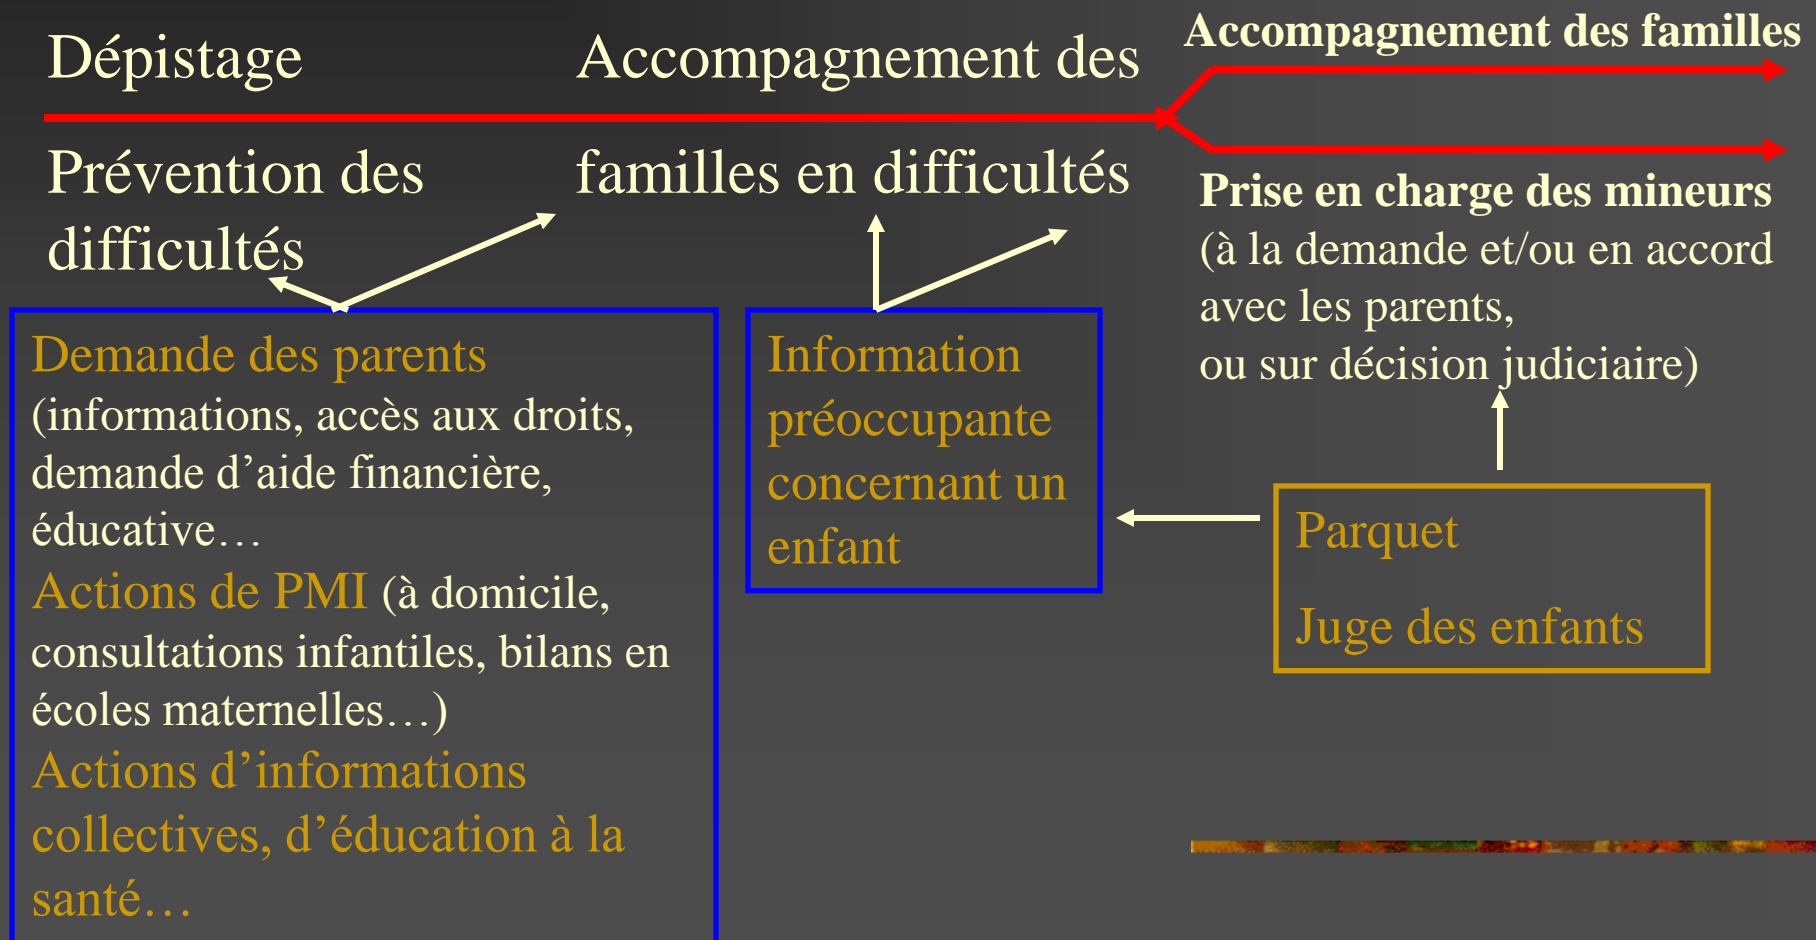 Dépistage
Prévention des
difficultés
Accompagnement des
familles en difficultés
Accompagnement des familles
Prise en charge des mineurs
(à la demande et/ou en accord
avec les parents,
ou sur décision judiciaire)
Demande des parents
(informations, accès aux droits,
demande d’aide financière,
éducative…
Actions de PMI (à domicile,
consultations infantiles, bilans en
écoles maternelles…)
Actions d’informations
collectives, d’éducation à la
santé…
Information
préoccupante
concernant un
enfant
Parquet
Juge des enfants